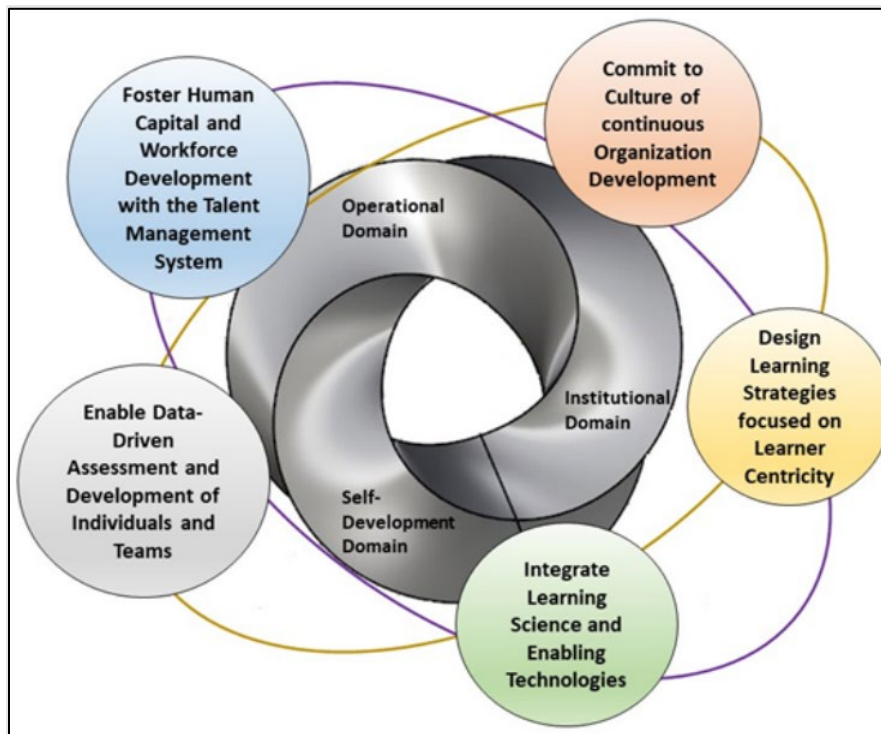 Foster Human
Capital and
Workforce
Development
with the Talent
Management
System
Commit to
Culture of
continuous
Organization
Development
Operational
Domain
Institutional
Domain
Self-
Development
Domain
Design
Learning
Strategies
focused on
Learner
Centricity
Enable Data-
Driven
Assessment and
Development of
Individuals and
Teams
Integrate
Learning
Science and
Enabling
Technologies